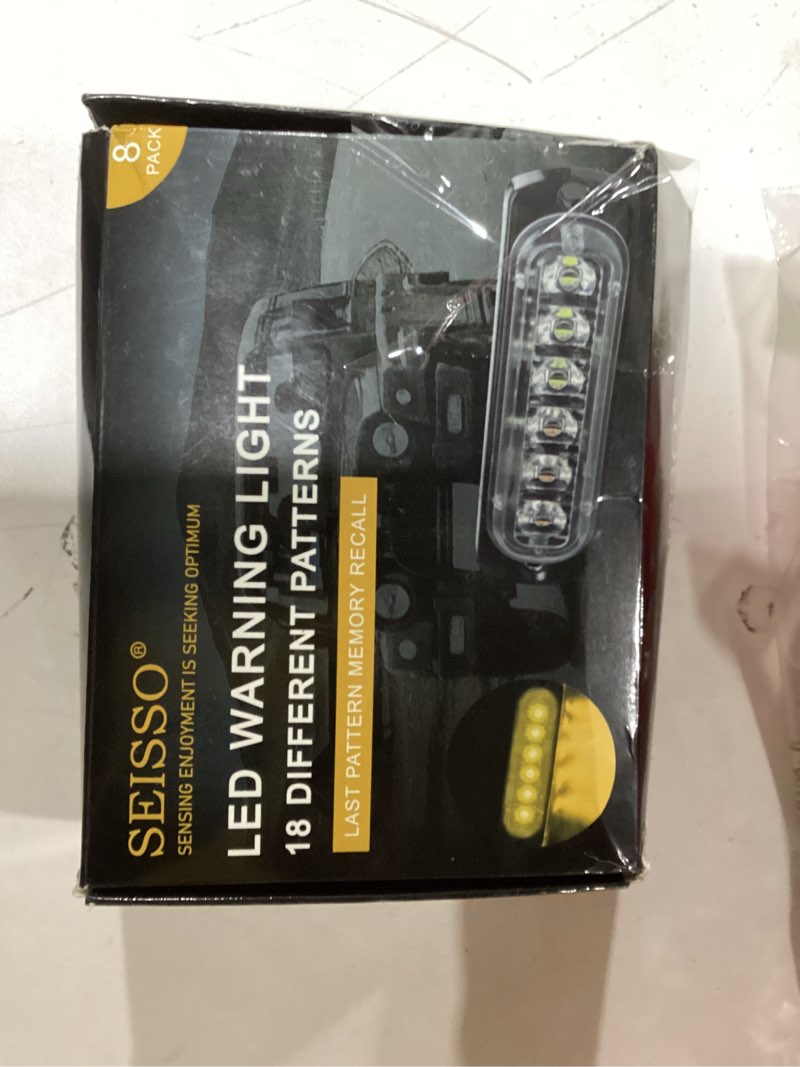 8
PACK
SEISSO®
SENSING ENJOYMENT IS SEEKING OPTIMUM
LED WARNING LIGHT
18 DIFFERENT PATTERNS
LAST PATTERN MEMORY RECALL